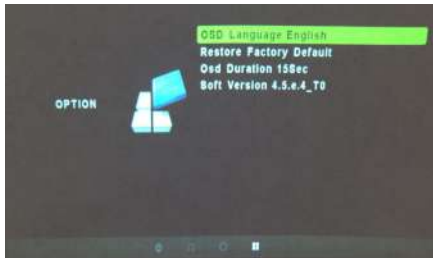 OSD Language English
Restore Factory Default
Osd Duration 15Sec
Soft Version 4.5.e.4_T0
OPTION